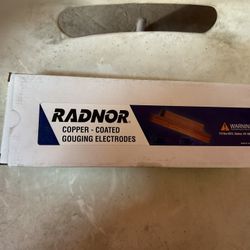 RADNOR
COPPER - COATED
GOUGING ELECTRODES
WARNING